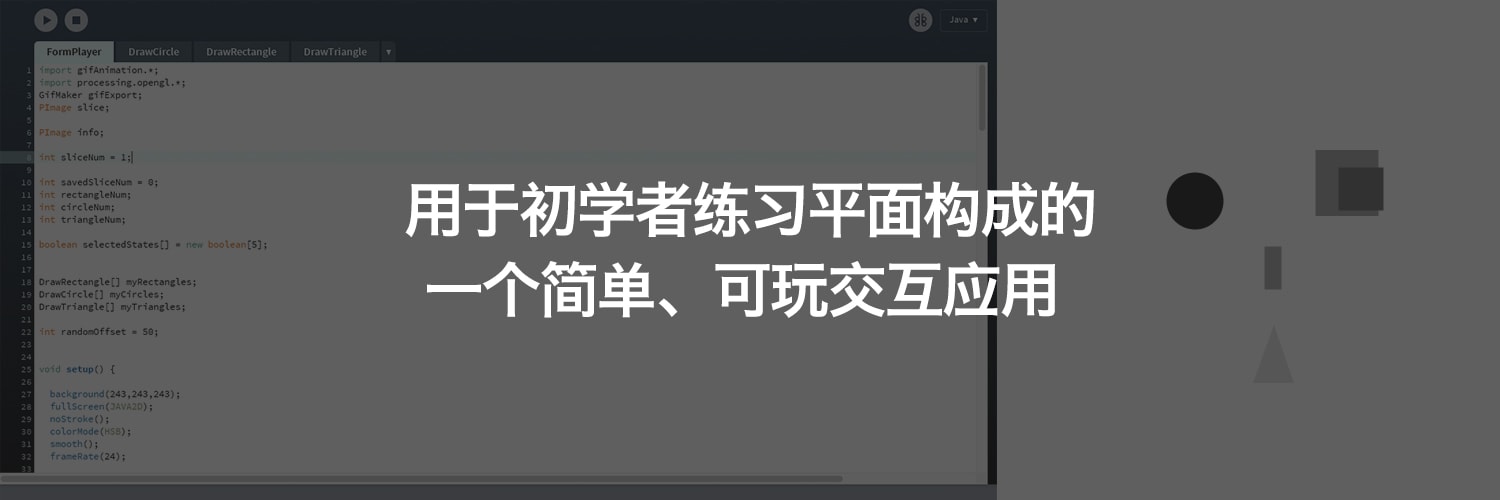 Java ▾
FormPlayer DrawCircle DrawRectangle DrawTriangle ▾
1 import gifAnimation.*;
2 import processing.opengl.*;
3 GifMaker gifExport;
4 PImage slice;
5
6 PImage info;
7
8 int sliceNum = 1;
9
10 int savedSliceNum = 0;
11 int rectangleNum;
12 int circleNum;
13 int triangleNum;
14
15 boolean selectedStates[] = new boolean[5];
16
17
18 DrawRectangle[] myRectangles;
19 DrawCircle[] myCircles;
20 DrawTriangle[] myTriangles;
21
22 int randomOffset = 50;
23
24
25 void setup() {
26
27 background(243,243,243);
28 fullScreen(JAVA2D);
29 noStroke();
30 colorMode(HSB);
31 smooth();
32 frameRate(24);
33
用于初学者练习平面构成的
一个简单、可玩交互应用